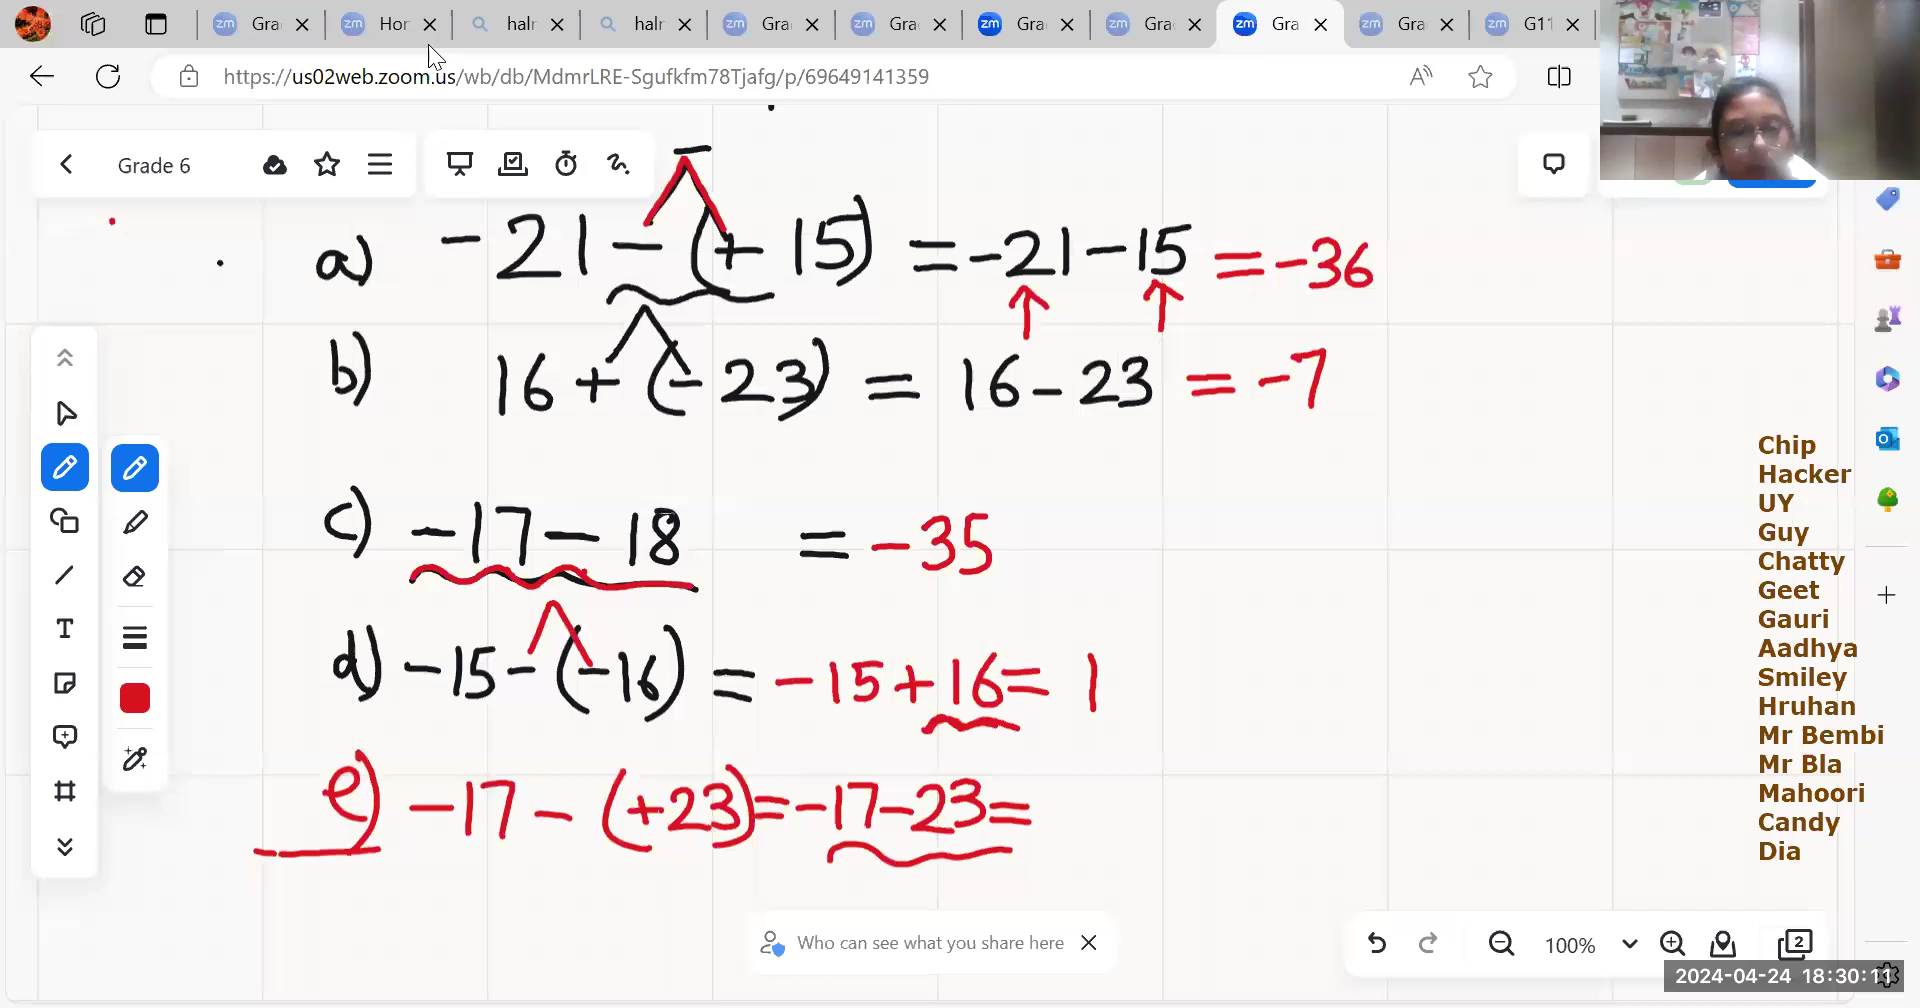 Gra
Hor
halr
halr
Gra
Gra
Gra
Gra
Gra
Gra
G11
https://us02web.zoom.us/wb/db/MdmrLRE-Sgufkfm78Tjafg/p/69649141359
Grade 6
a) -21 - (+15) = -21 - 15 = -36
b) 16 + (-23) = 16 - 23 = -7
c) -17 - 18 = -35
d) -15 - (-16) = -15 + 16 = 1
e) -17 - (+23) = -17 - 23 =
Chip
Hacker
UY
Guy
Chatty
Geet
Gauri
Aadhya
Smiley
Hruhan
Mr Bembi
Mr Bla
Mahoori
Candy
Dia
Who can see what you share here
100%
2
2024-04-24 18:30:11